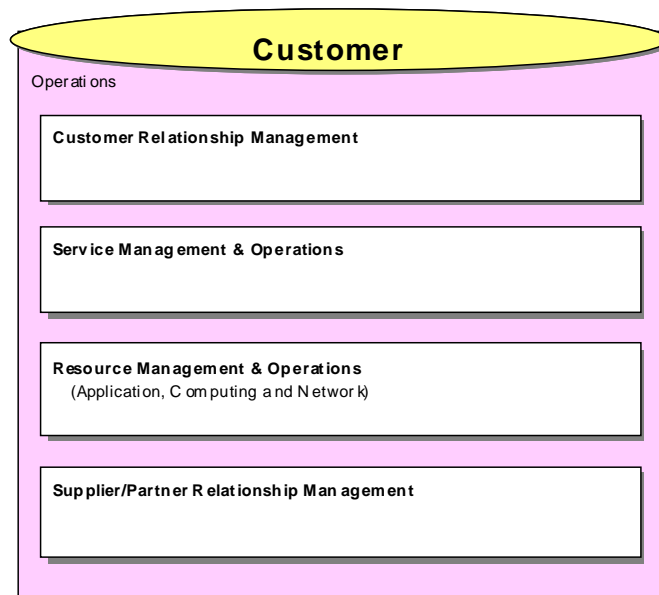 Customer
Operations
Customer Relationship Management
Service Management & Operations
Resource Management & Operations
(Application, Computing and Network)
Supplier/Partner Relationship Management